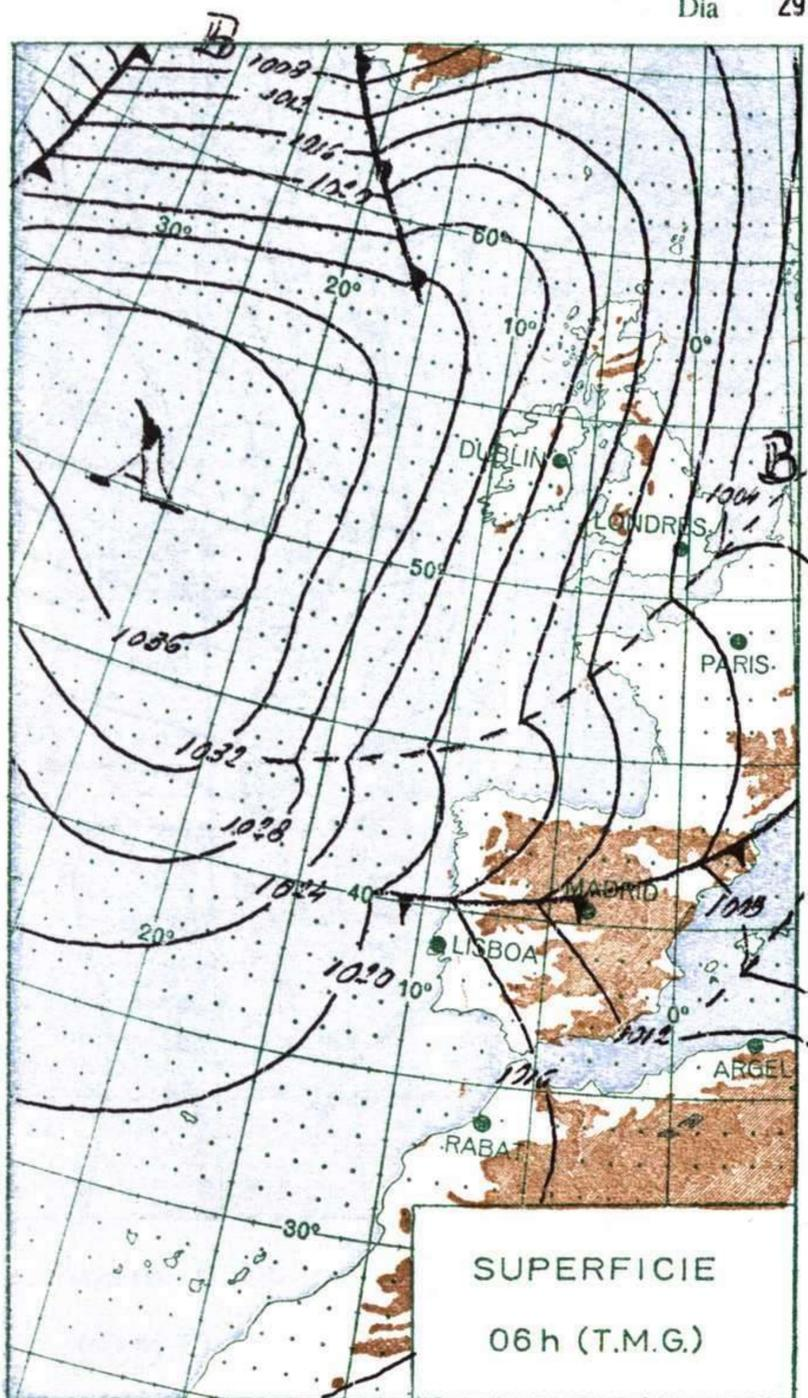 Dia 29
B
1008
1012
1016
1020
30°
60°
20°
10°
0°
A
DUBLIN
B
1004
LONDRES
50°
1036
PARIS
1032
1028
1024
40
MADRID
1008
20°
LISBOA
1020
10°
0°
1012
ARGEL
1016
RABAT
30°
SUPERFICIE
06 h (T.M.G.)